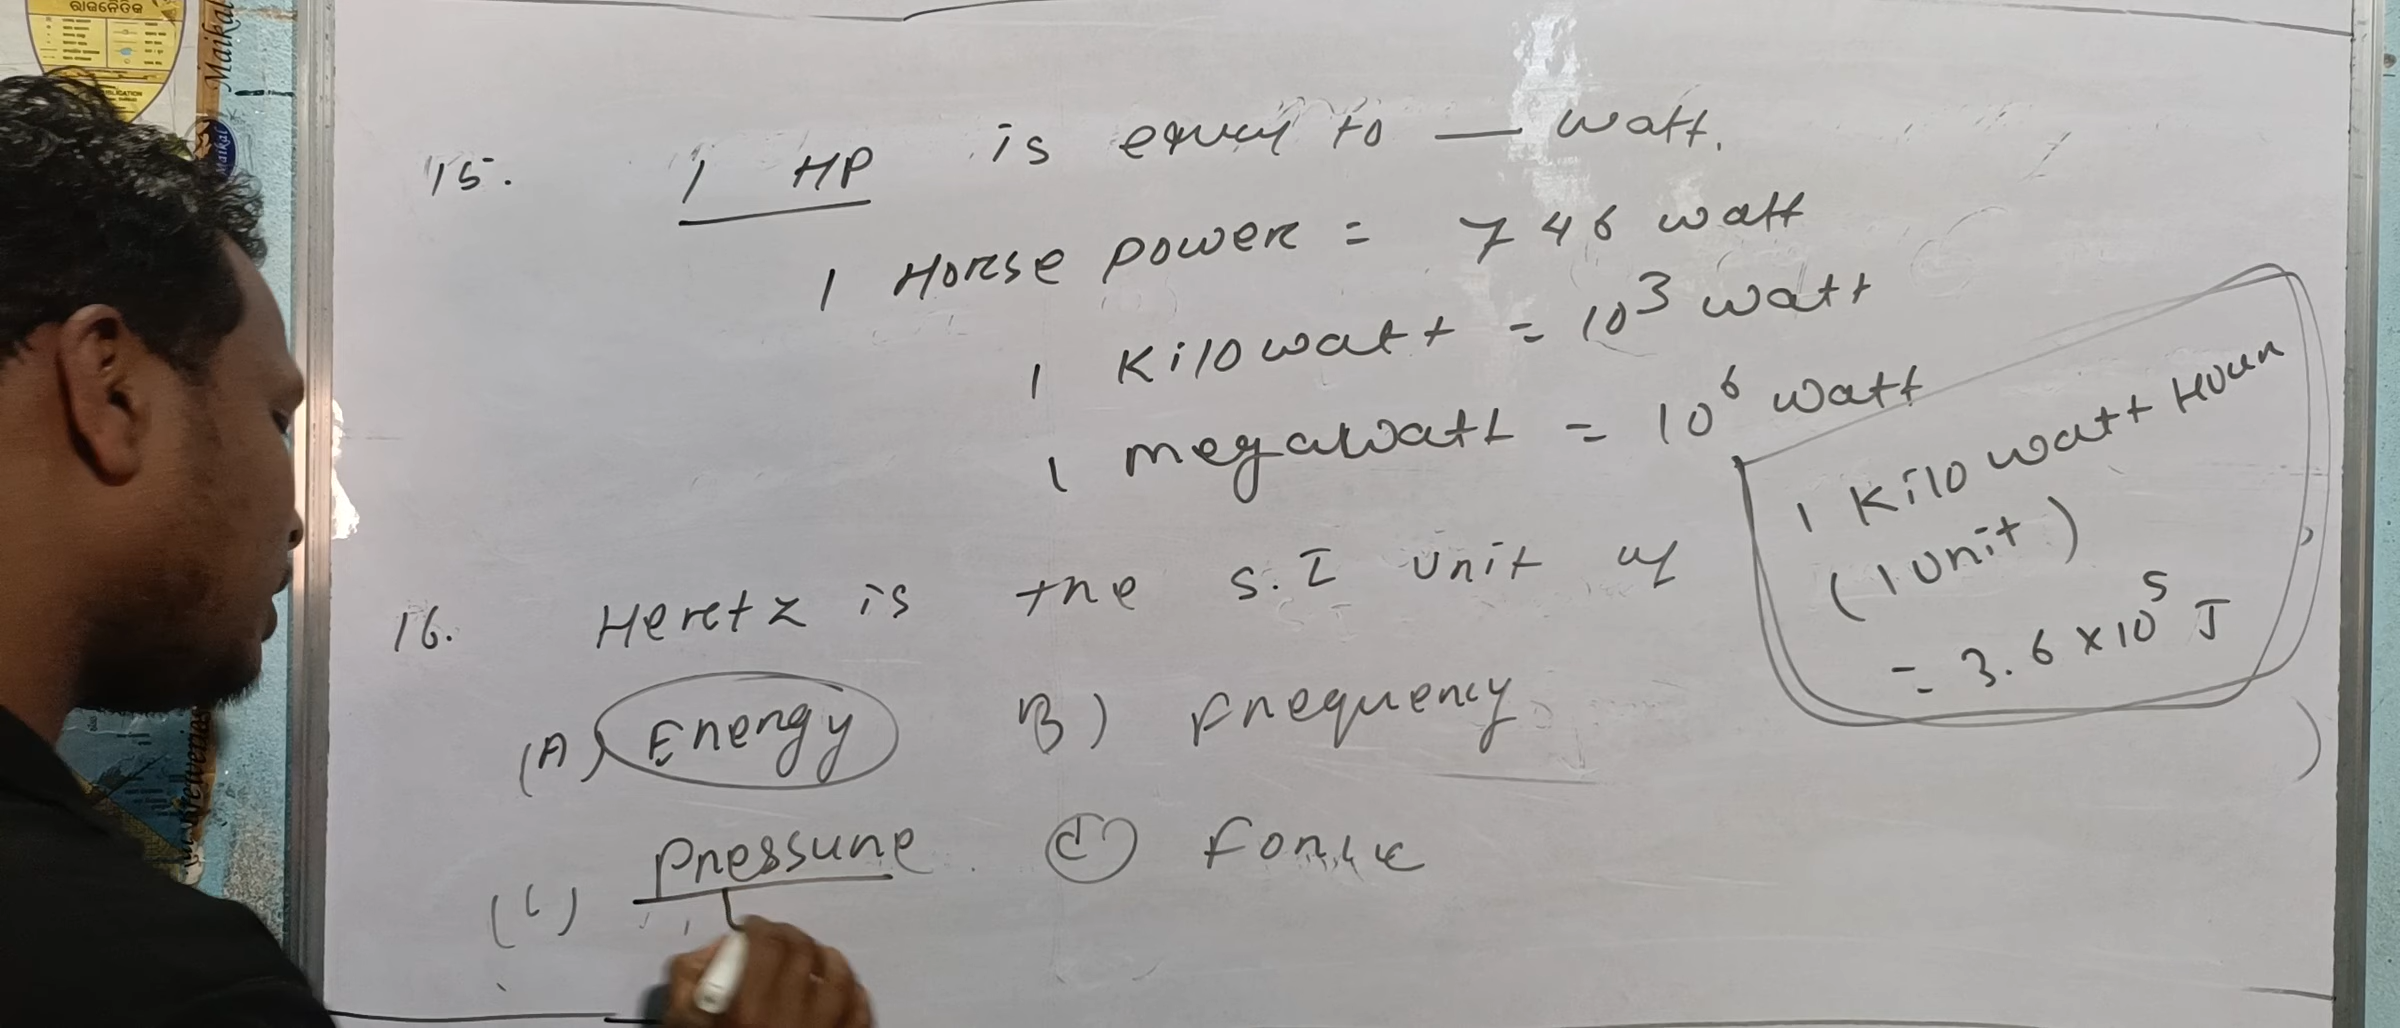 ରାଜନୈତିକ
Maikal
15. 1 HP is equal to — watt.
1 Horse power = 746 watt
1 Kilowatt = 10³ watt
1 megawatt = 10⁶ watt
1 Kilo watt Hour
(1 Unit)
= 3.6 × 10⁵ J
16. Hertz is the S.I Unit of
(A) Energy B) Frequency
(C) Pressure (d) Force